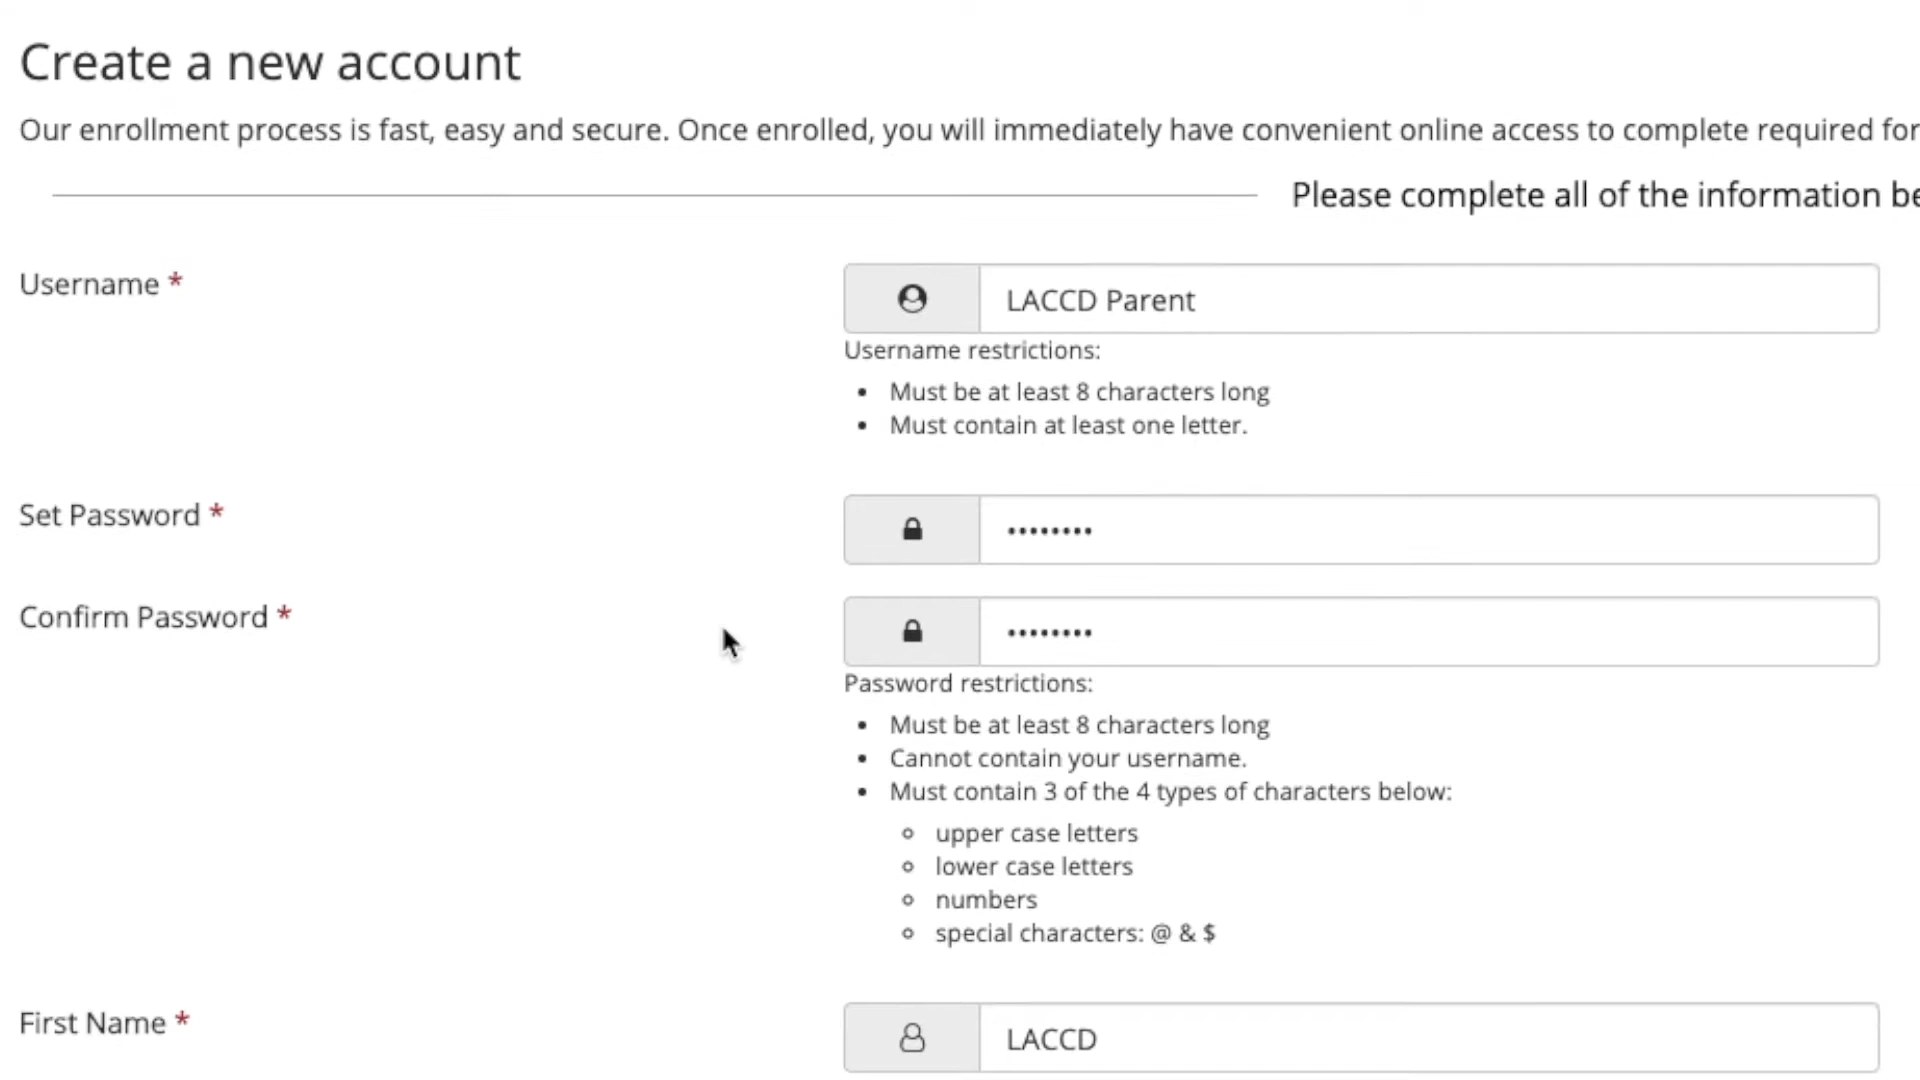 Create a new account
Our enrollment process is fast, easy and secure. Once enrolled, you will immediately have convenient online access to complete required for
Please complete all of the information be
Username *
LACCD Parent
Username restrictions:
• Must be at least 8 characters long
• Must contain at least one letter.
Set Password *
••••••••
Confirm Password *
••••••••
Password restrictions:
• Must be at least 8 characters long
• Cannot contain your username.
• Must contain 3 of the 4 types of characters below:
◦ upper case letters
◦ lower case letters
◦ numbers
◦ special characters: @ & $
First Name *
LACCD